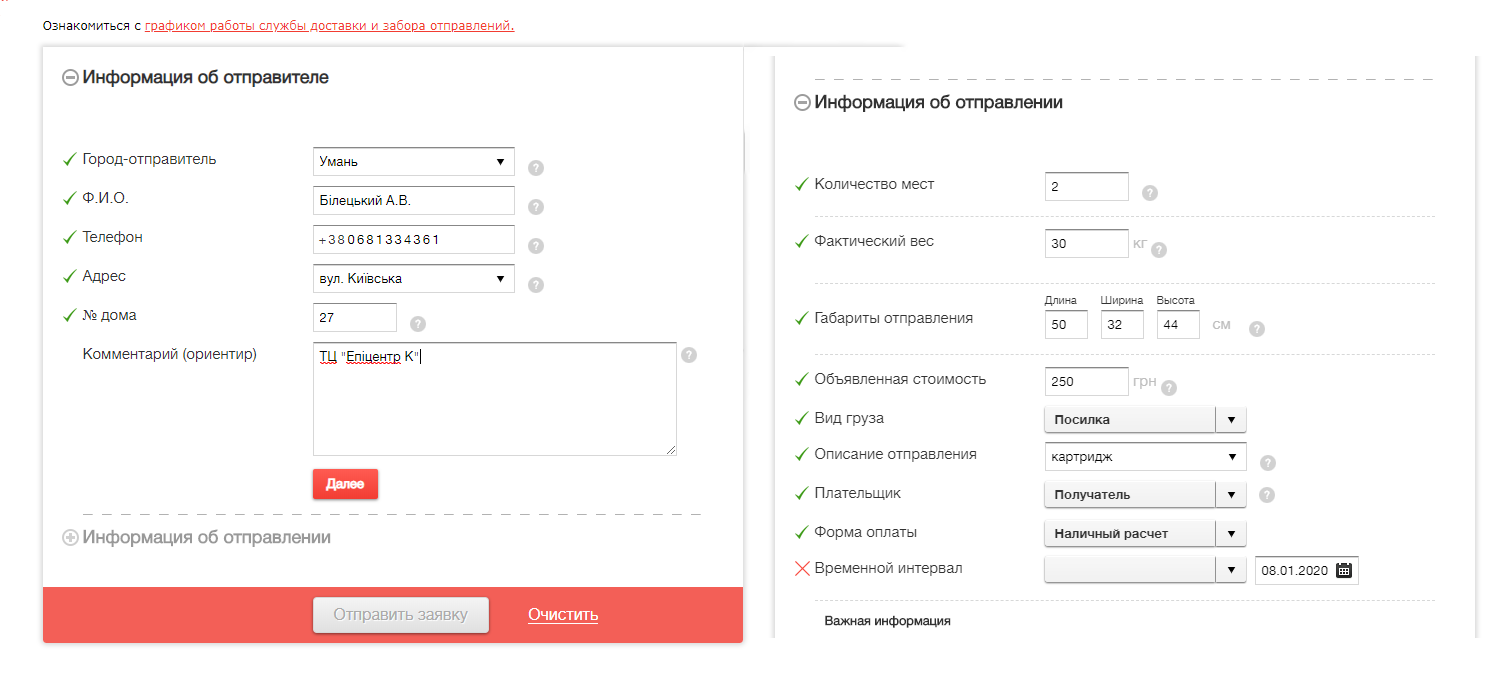 Ознакомиться с графиком работы службы доставки и забора отправлений.
Информация об отправителе
Город-отправитель Умань ?
Ф.И.О. Білецький А.В. ?
Телефон +380681334361 ?
Адрес вул. Київська ?
№ дома 27 ?
Комментарий (ориентир) ТЦ "Епіцентр К" ?
Далее
Информация об отправлении
Отправить заявку Очистить
Информация об отправлении
Количество мест 2 ?
Фактический вес 30 кг ?
Длина Ширина Высота
Габариты отправления 50 32 44 см ?
Объявленная стоимость 250 грн ?
Вид груза Посилка
Описание отправления картридж ?
Плательщик Получатель ?
Форма оплаты Наличный расчет
Временной интервал 08.01.2020
Важная информация